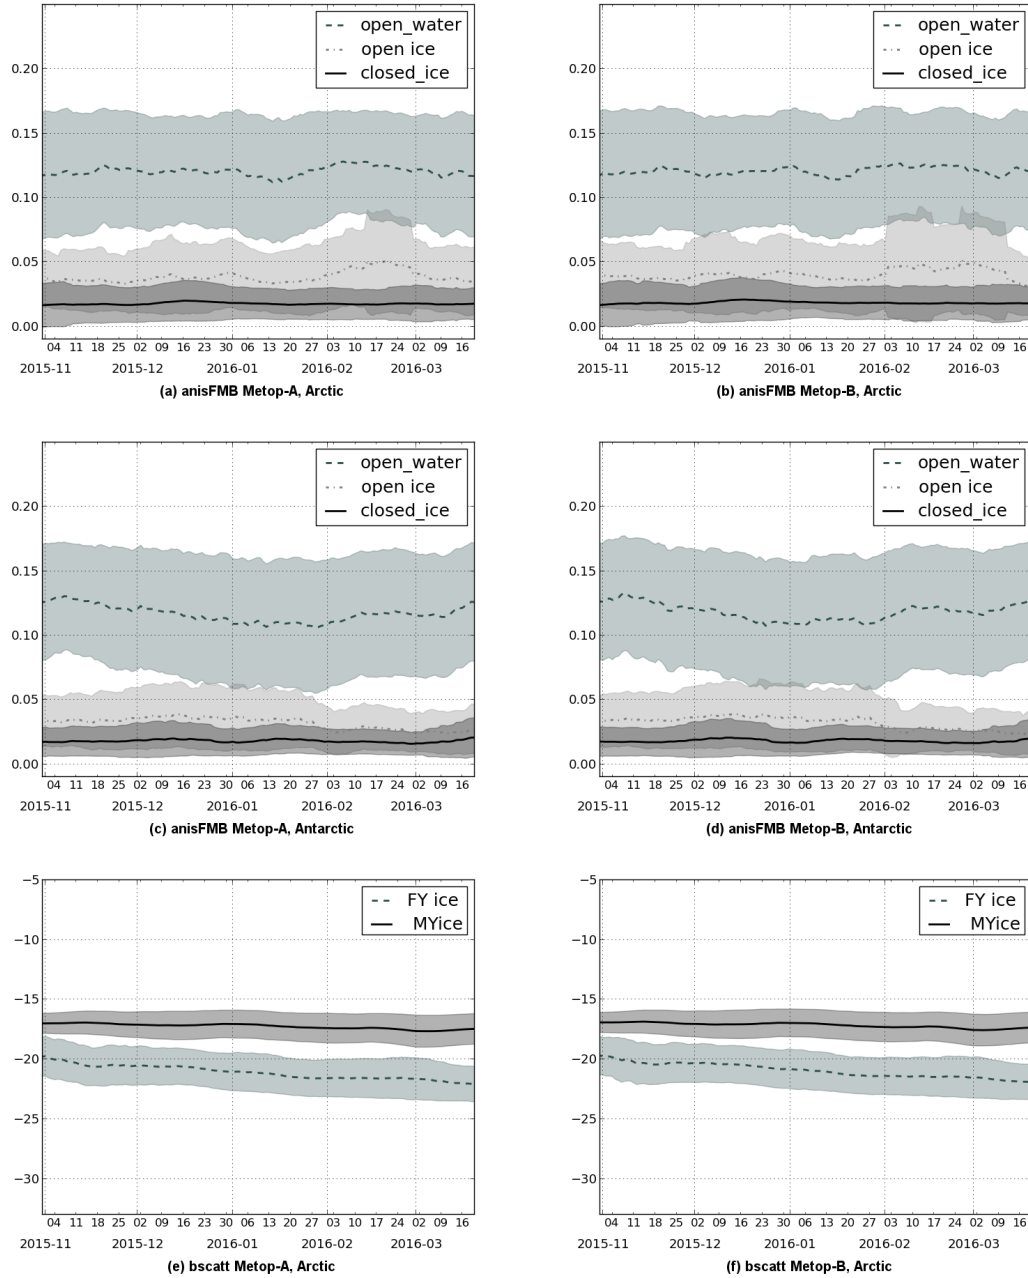 open_water
open ice
closed_ice
0.20
0.15
0.10
0.05
0.00
04 11 18 25 02 09 16 23 30 06 13 20 27 03 10 17 24 02 09 16
2015-11 2015-12 2016-01 2016-02 2016-03
(a) anisFMB Metop-A, Arctic
open_water
open ice
closed_ice
0.20
0.15
0.10
0.05
0.00
04 11 18 25 02 09 16 23 30 06 13 20 27 03 10 17 24 02 09 16
2015-11 2015-12 2016-01 2016-02 2016-03
(b) anisFMB Metop-B, Arctic
open_water
open ice
closed_ice
0.20
0.15
0.10
0.05
0.00
04 11 18 25 02 09 16 23 30 06 13 20 27 03 10 17 24 02 09 16
2015-11 2015-12 2016-01 2016-02 2016-03
(c) anisFMB Metop-A, Antarctic
open_water
open ice
closed_ice
0.20
0.15
0.10
0.05
0.00
04 11 18 25 02 09 16 23 30 06 13 20 27 03 10 17 24 02 09 16
2015-11 2015-12 2016-01 2016-02 2016-03
(d) anisFMB Metop-B, Antarctic
FY ice
MYice
−5
−10
−15
−20
−25
−30
04 11 18 25 02 09 16 23 30 06 13 20 27 03 10 17 24 02 09 16
2015-11 2015-12 2016-01 2016-02 2016-03
(e) bscatt Metop-A, Arctic
FY ice
MYice
−5
−10
−15
−20
−25
−30
04 11 18 25 02 09 16 23 30 06 13 20 27 03 10 17 24 02 09 16
2015-11 2015-12 2016-01 2016-02 2016-03
(f) bscatt Metop-B, Arctic